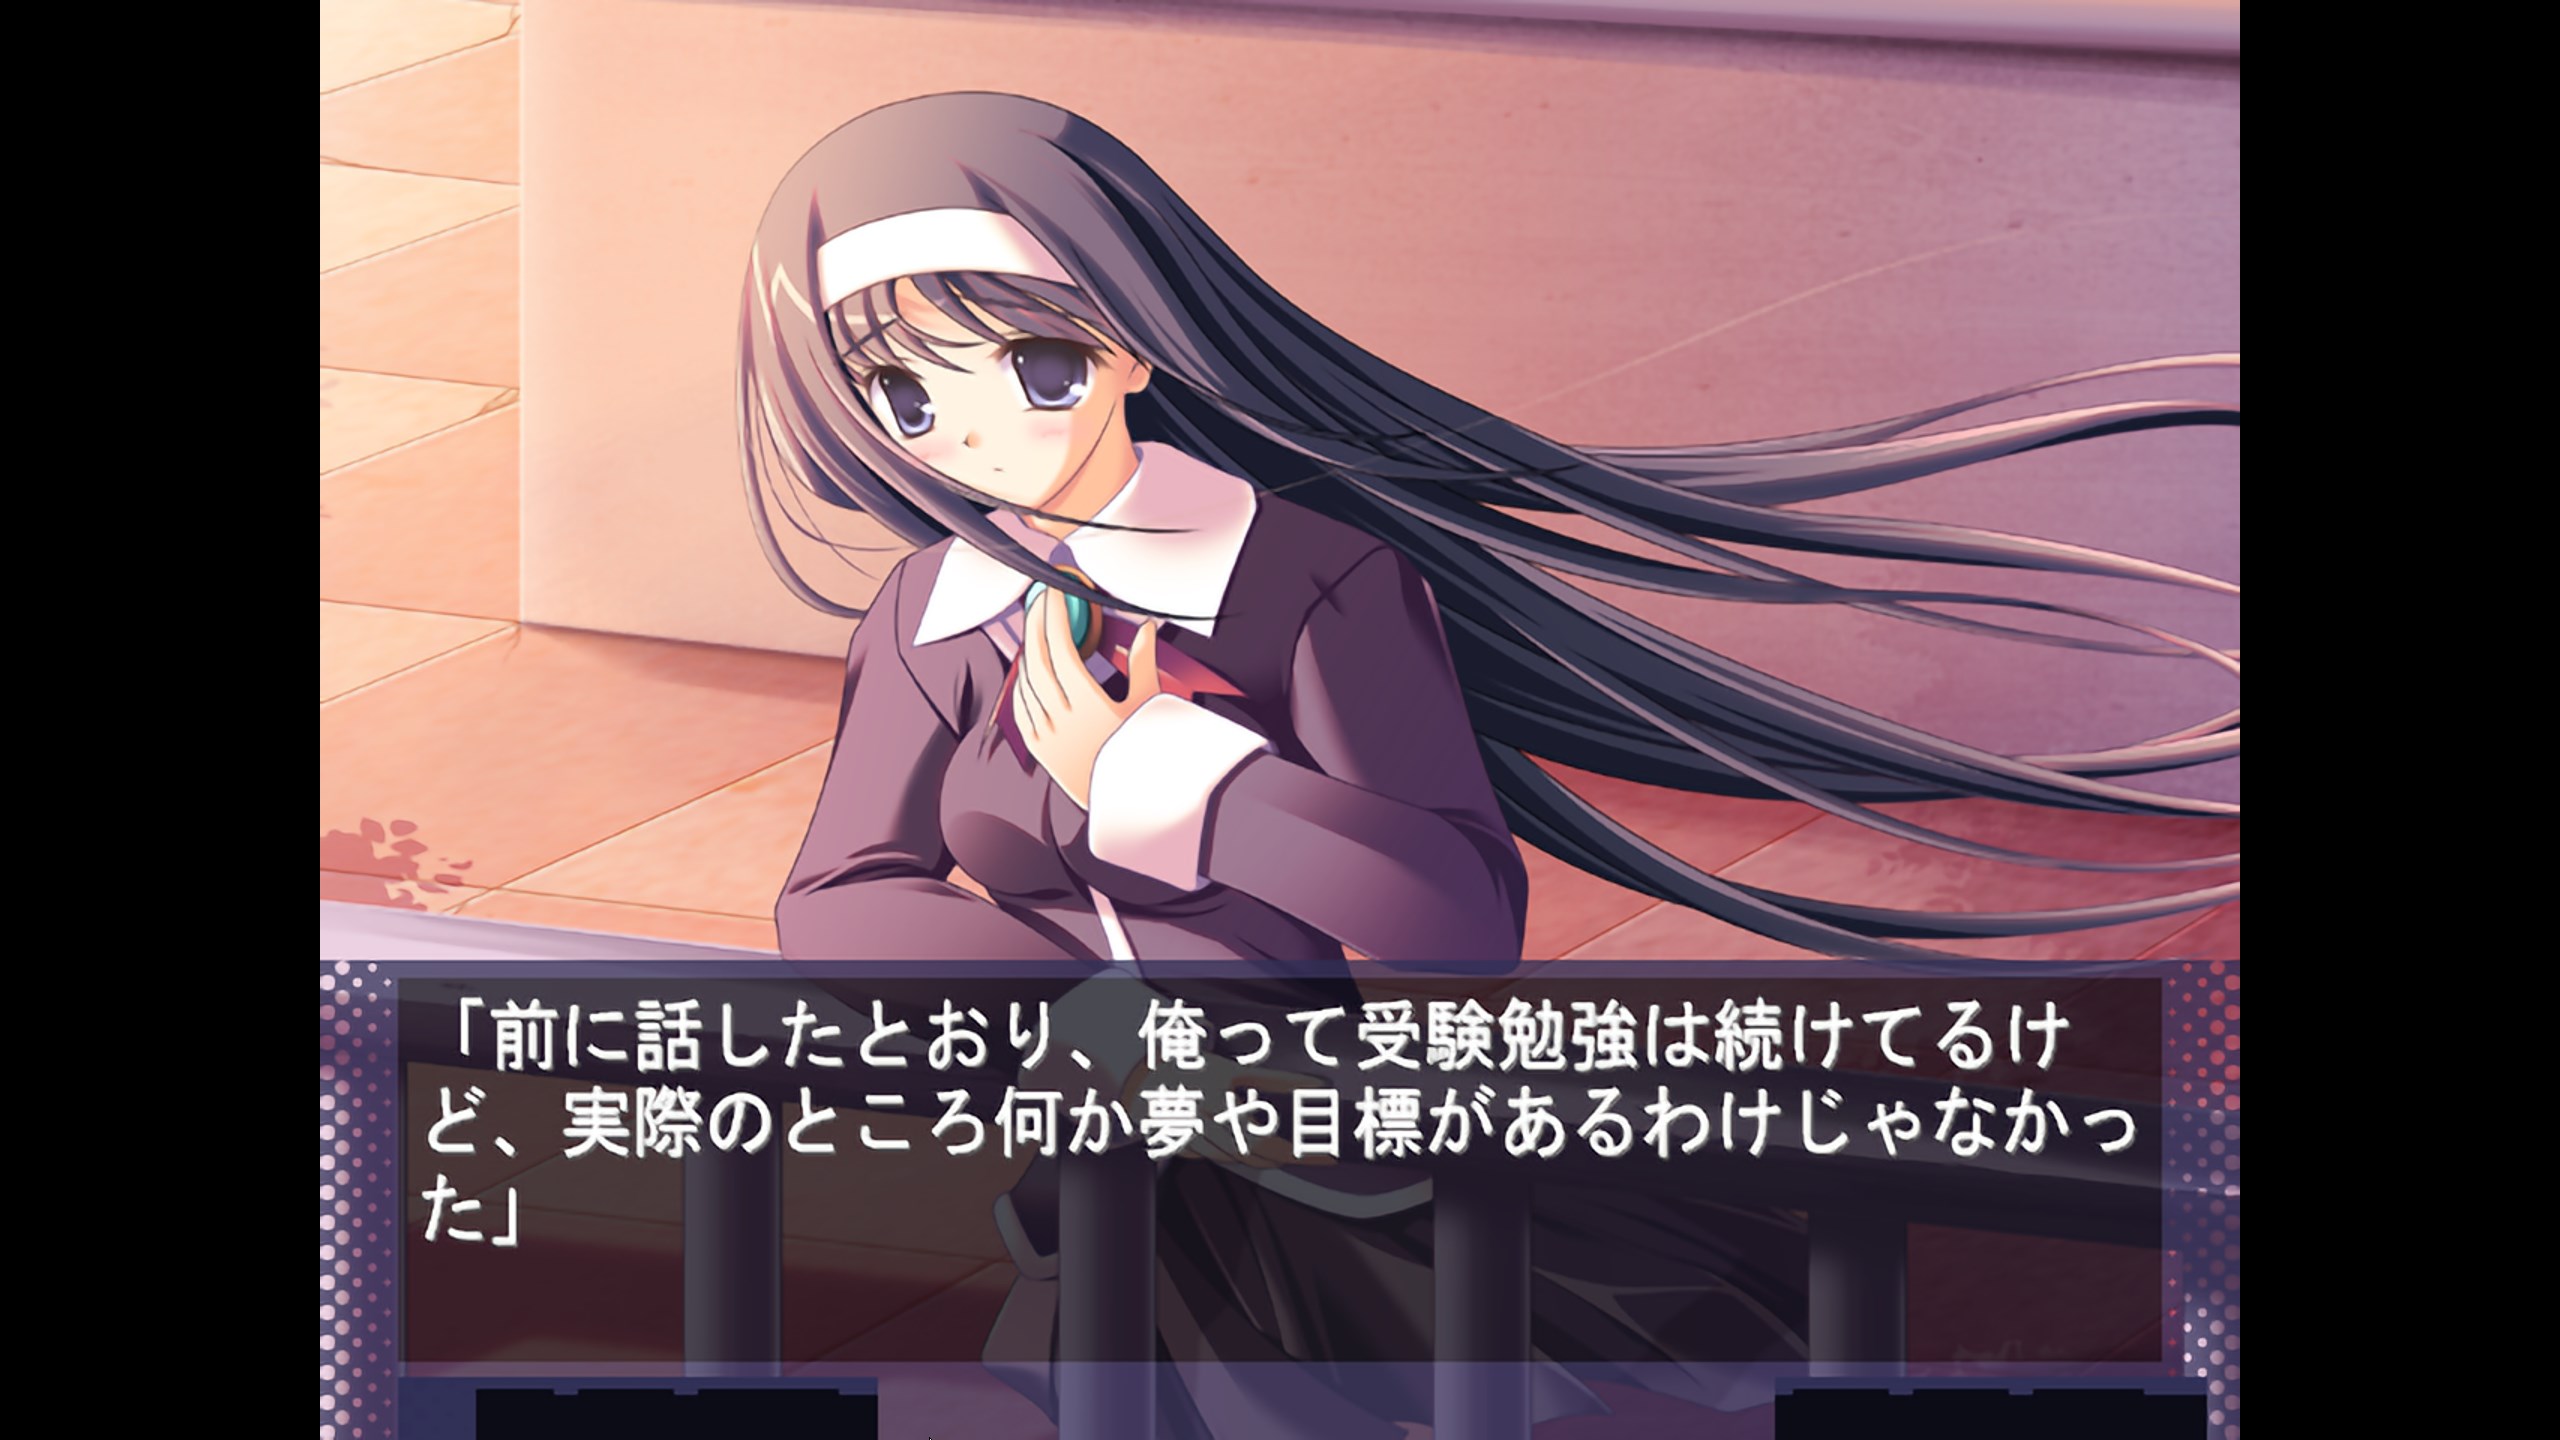 「前に話したとおり、俺って受験勉強は続けてるけ
ど、実際のところ何か夢や目標があるわけじゃなかっ
た」